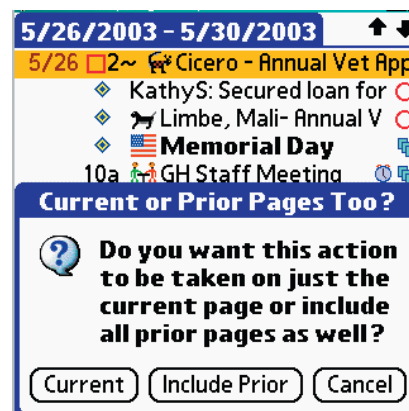 5/26/2003 - 5/30/2003
5/26 2~ Cicero - Annual Vet App
KathyS: Secured loan for
Limbe, Mali- Annual V
Memorial Day
10a GH Staff Meeting
Current or Prior Pages Too?
Do you want this action
to be taken on just the
current page or include
all prior pages as well?
Current Include Prior Cancel